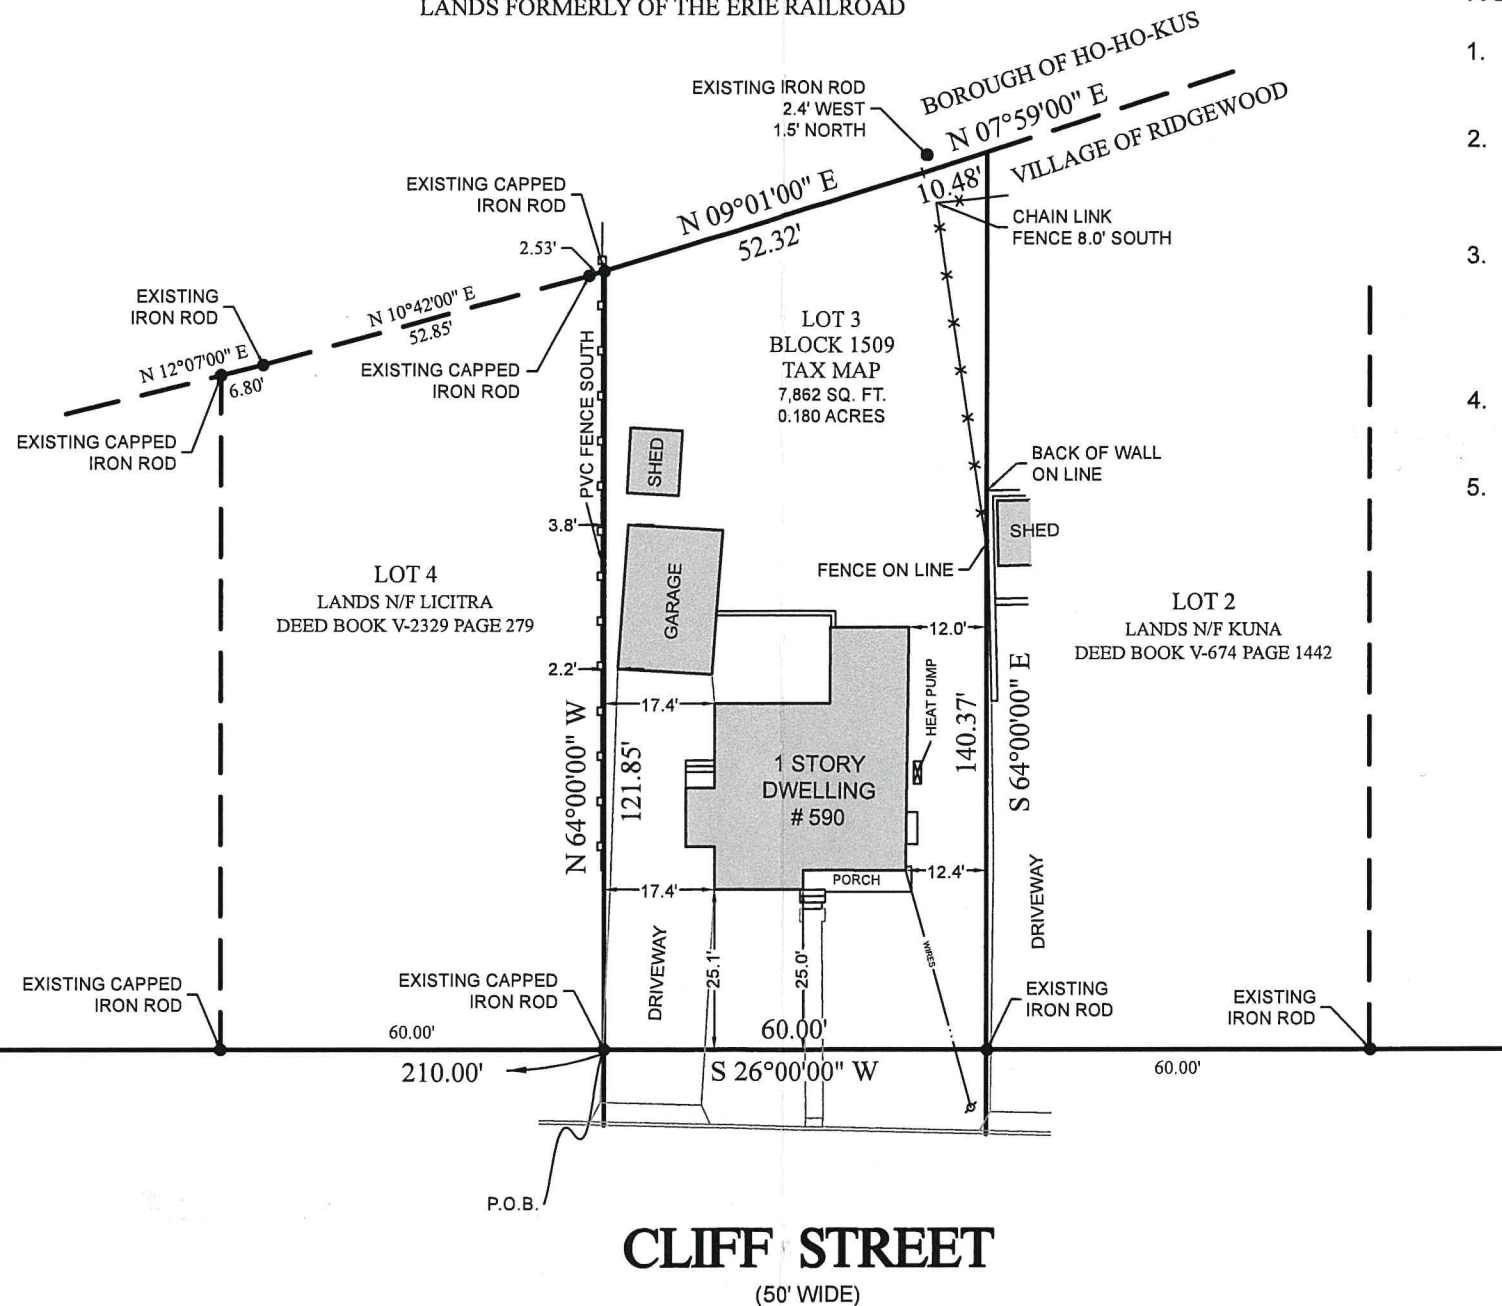 LANDS FORMERLY OF THE ERIE RAILROAD
1.
2.
3.
4.
5.
BOROUGH OF HO-HO-KUS
N 07°59'00" E
VILLAGE OF RIDGEWOOD
EXISTING IRON ROD
2.4' WEST
1.5' NORTH
10.48'
CHAIN LINK
FENCE 8.0' SOUTH
EXISTING CAPPED
IRON ROD
N 09°01'00" E
52.32'
2.53'
EXISTING
IRON ROD
N 10°42'00" E
52.85'
N 12°07'00" E
6.80'
EXISTING CAPPED
IRON ROD
EXISTING CAPPED
IRON ROD
LOT 3
BLOCK 1509
TAX MAP
7,862 SQ. FT.
0.180 ACRES
PVC FENCE SOUTH
SHED
BACK OF WALL
ON LINE
SHED
3.8'
FENCE ON LINE
GARAGE
LOT 4
LANDS N/F LICITRA
DEED BOOK V-2329 PAGE 279
LOT 2
LANDS N/F KUNA
DEED BOOK V-674 PAGE 1442
12.0'
2.2'
17.4'
HEAT PUMP
N 64°00'00" W
121.85'
140.37'
S 64°00'00" E
1 STORY
DWELLING
# 590
PORCH
12.4'
17.4'
DRIVEWAY
DRIVEWAY
WIRES
25.1'
25.0'
EXISTING CAPPED
IRON ROD
EXISTING CAPPED
IRON ROD
EXISTING
IRON ROD
EXISTING
IRON ROD
60.00'
60.00'
210.00'
S 26°00'00" W
60.00'
P.O.B.
CLIFF STREET
(50' WIDE)